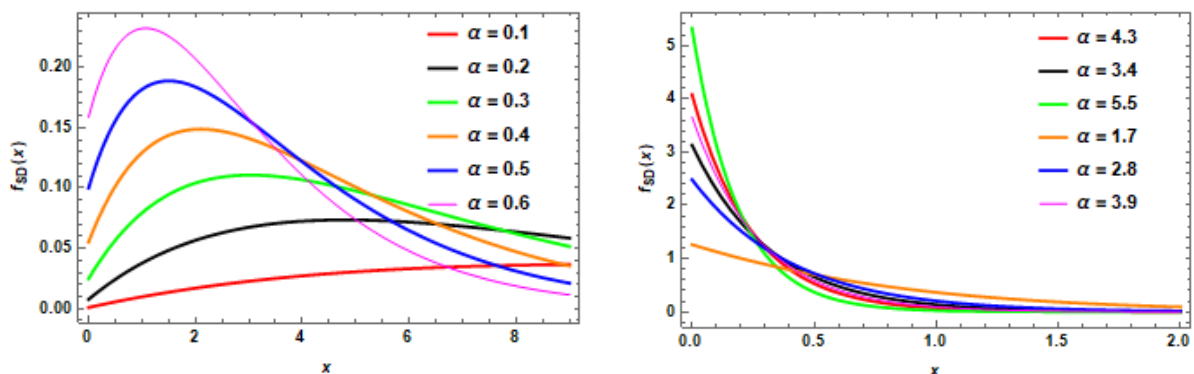 α = 0.1
α = 0.2
α = 0.3
α = 0.4
α = 0.5
α = 0.6
0.20
0.15
0.10
0.05
0.00
f_SD(x)
0 2 4 6 8
x
α = 4.3
α = 3.4
α = 5.5
α = 1.7
α = 2.8
α = 3.9
5
4
3
2
1
0
f_SD(x)
0.0 0.5 1.0 1.5 2.0
x